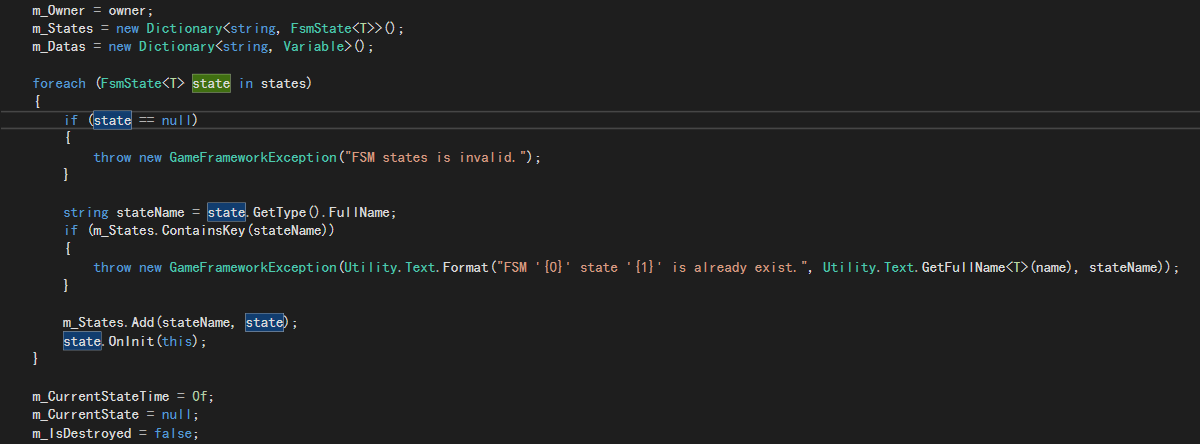 m_Owner = owner;
m_States = new Dictionary<string, FsmState<T>>();
m_Datas = new Dictionary<string, Variable>();
foreach (FsmState<T> state in states)
{
if (state == null)
{
throw new GameFrameworkException("FSM states is invalid.");
}
string stateName = state.GetType().FullName;
if (m_States.ContainsKey(stateName))
{
throw new GameFrameworkException(Utility.Text.Format("FSM '{0}' state '{1}' is already exist.", Utility.Text.GetFullName<T>(name), stateName));
}
m_States.Add(stateName, state);
state.OnInit(this);
}
m_CurrentStateTime = 0f;
m_CurrentState = null;
m_IsDestroyed = false;